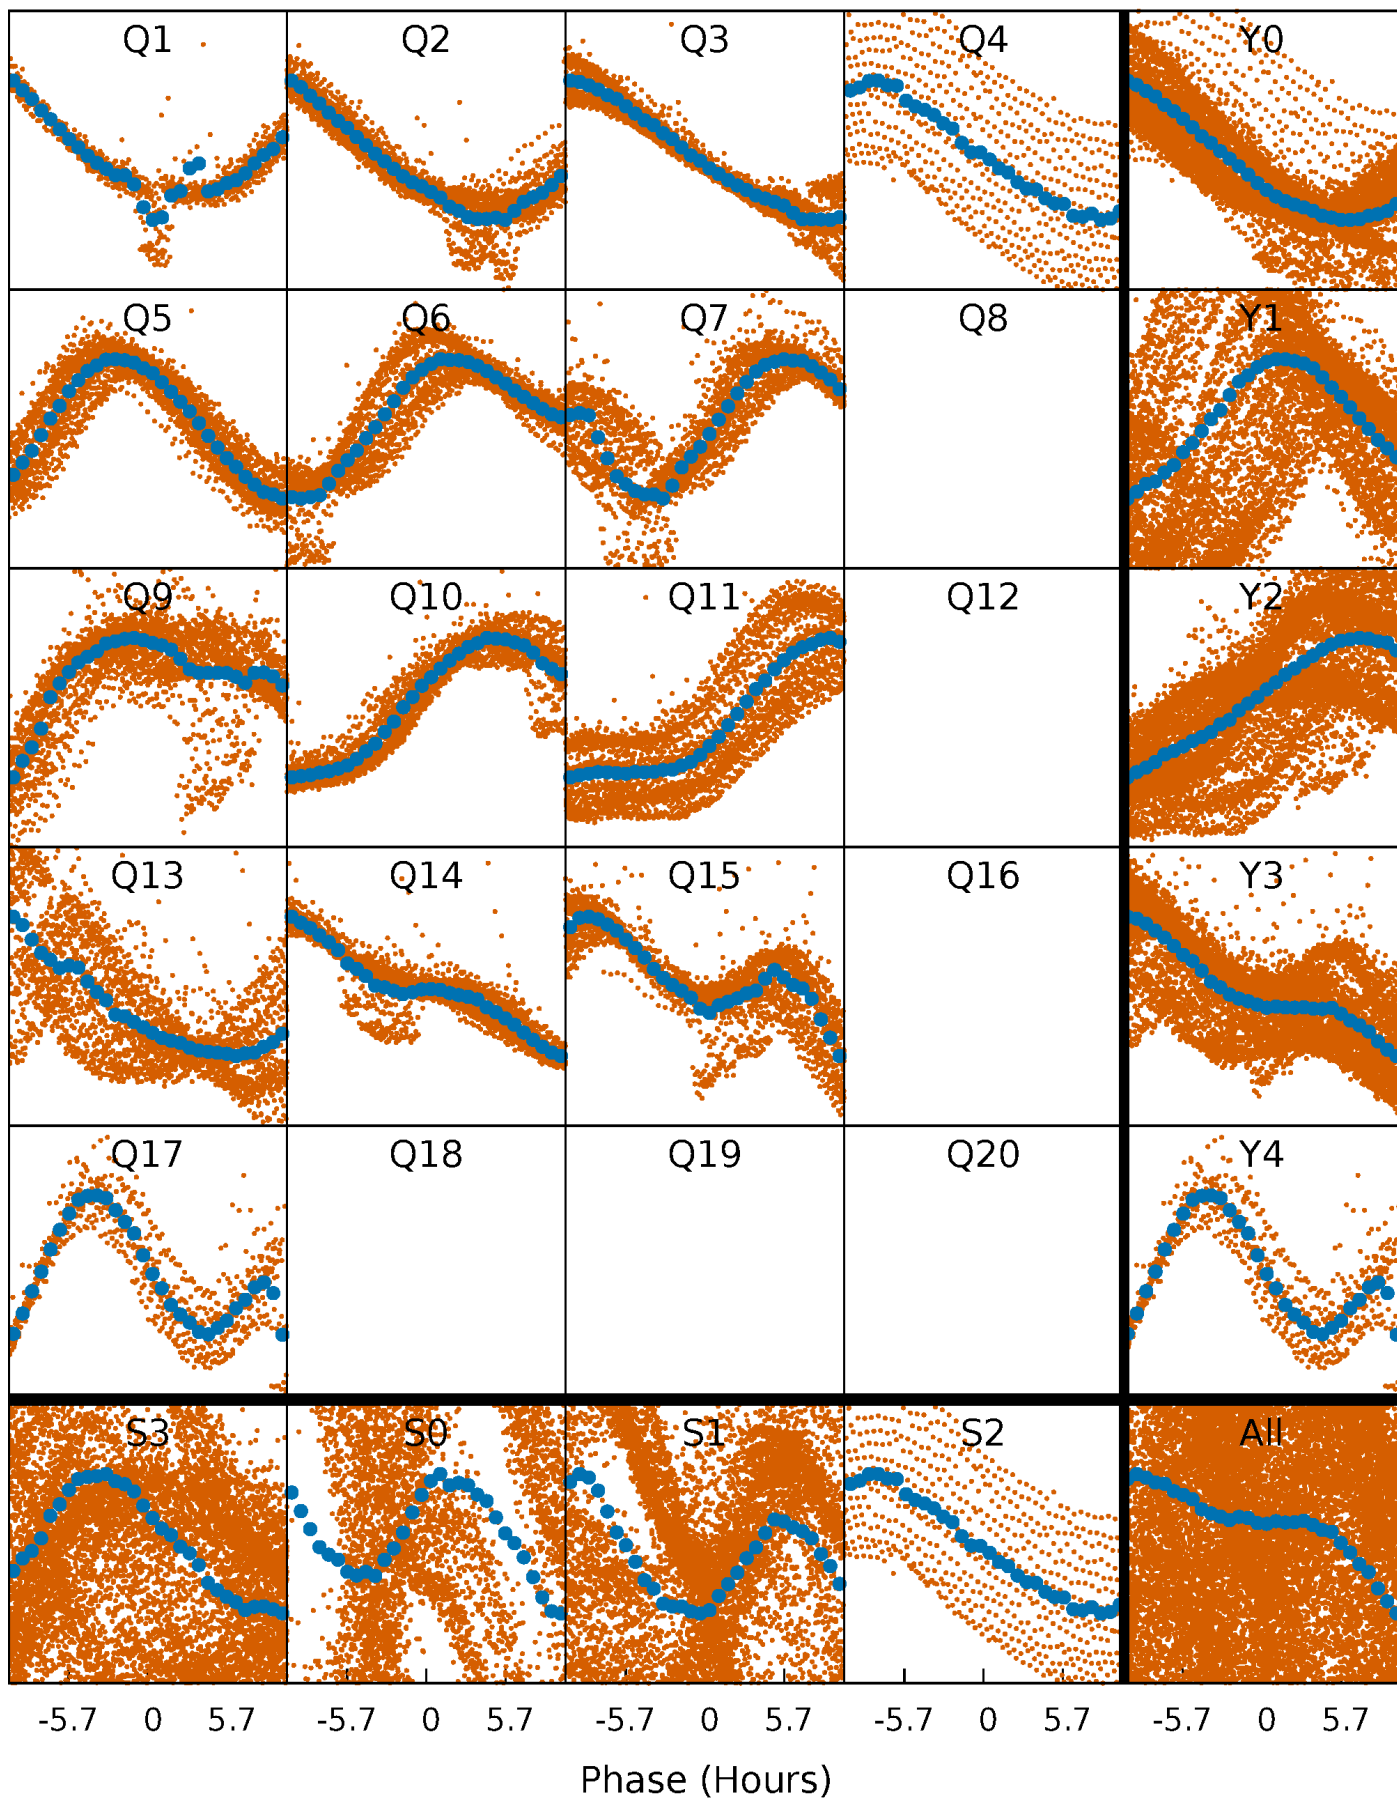 Q1 Q2 Q3 Q4 Y0
Q5 Q6 Q7 Q8 Y1
Q9 Q10 Q11 Q12 Y2
Q13 Q14 Q15 Q16 Y3
Q17 Q18 Q19 Q20 Y4
S3 S0 S1 S2 All
-5.7 0 5.7 -5.7 0 5.7 -5.7 0 5.7 -5.7 0 5.7 -5.7 0 5.7
Phase (Hours)